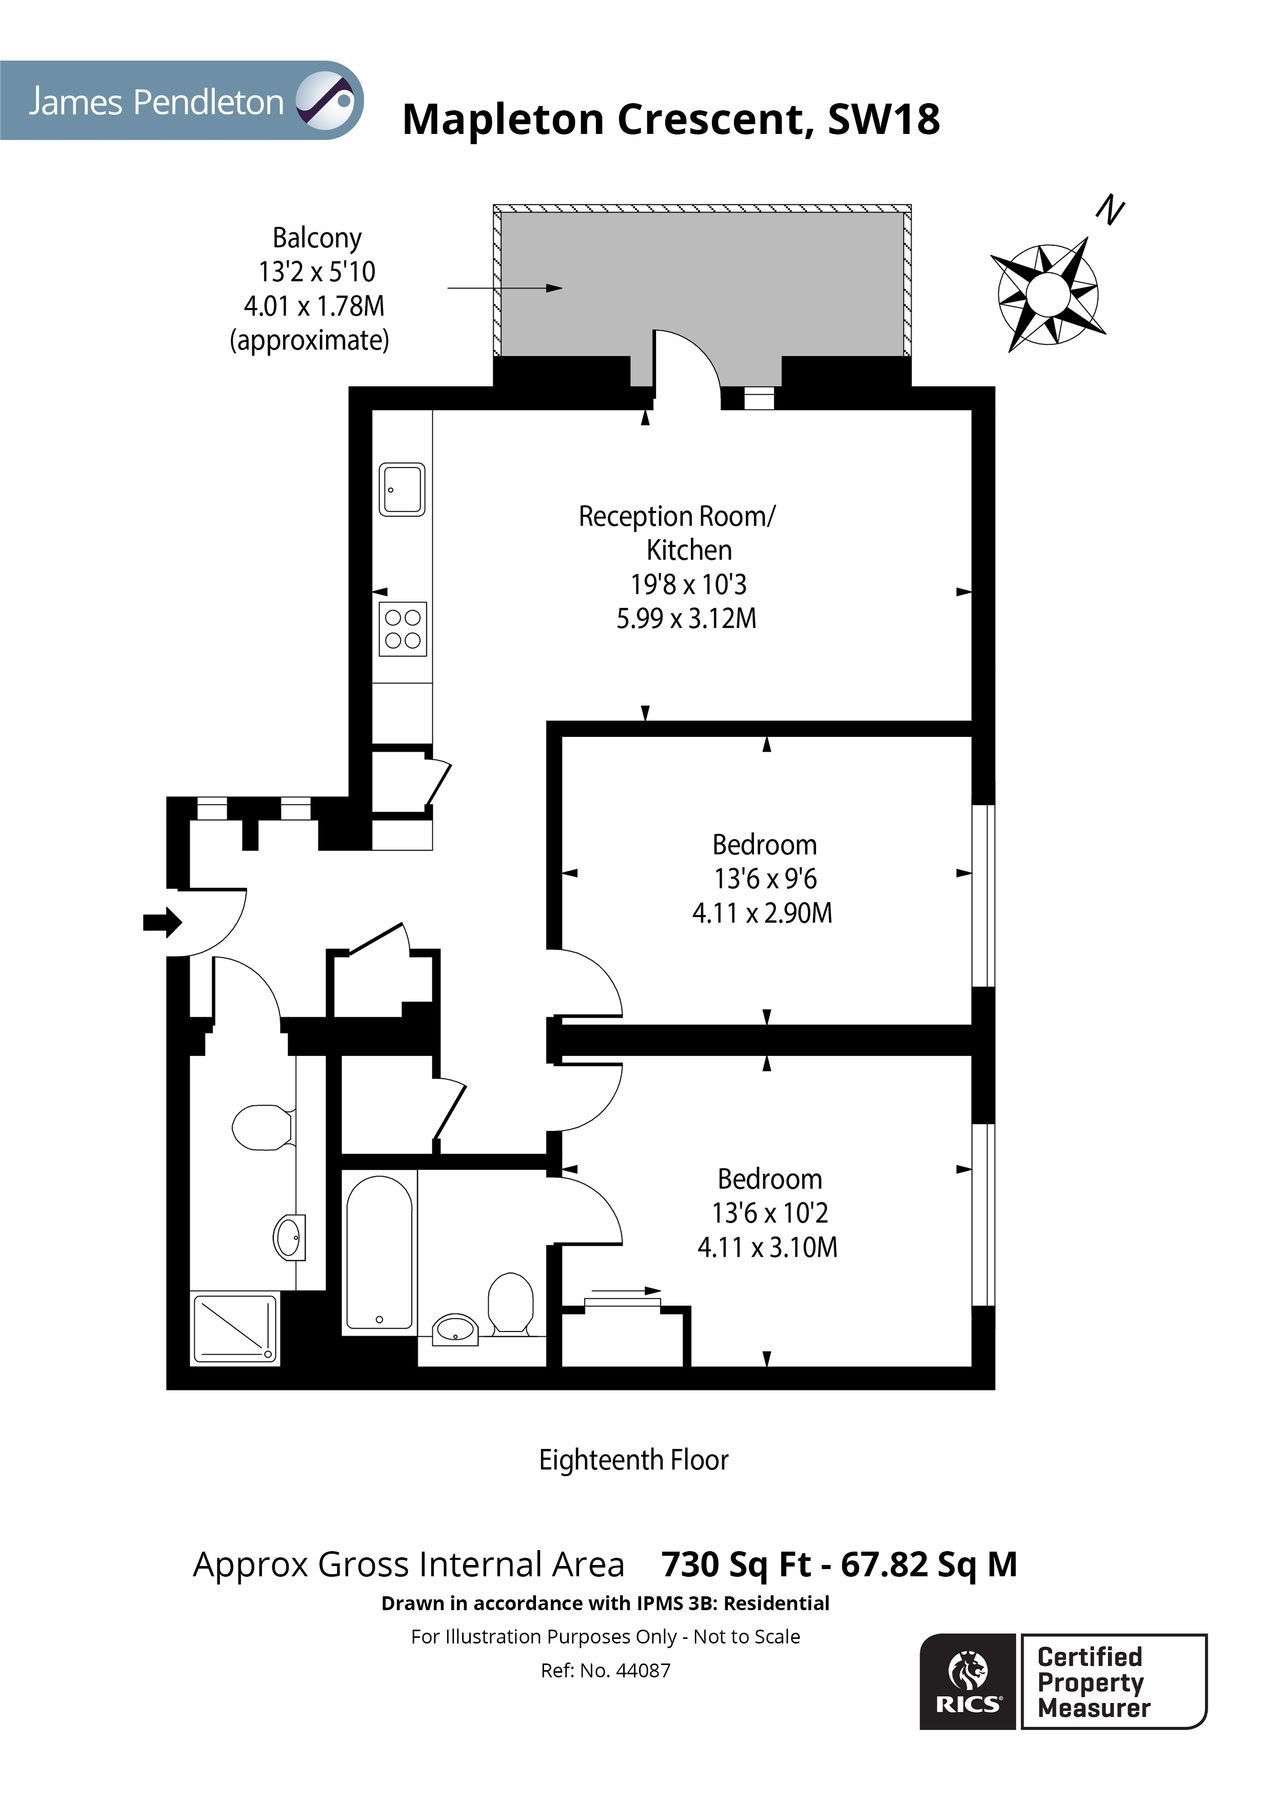 James Pendleton
Mapleton Crescent, SW18
N
Balcony
13'2 x 5'10
4.01 x 1.78M
(approximate)
Reception Room/
Kitchen
19'8 x 10'3
5.99 x 3.12M
Bedroom
13'6 x 9'6
4.11 x 2.90M
Bedroom
13'6 x 10'2
4.11 x 3.10M
Eighteenth Floor
Approx Gross Internal Area 730 Sq Ft - 67.82 Sq M
Drawn in accordance with IPMS 3B: Residential
For Illustration Purposes Only - Not to Scale
Ref: No. 44087
RICS®
Certified
Property
Measurer